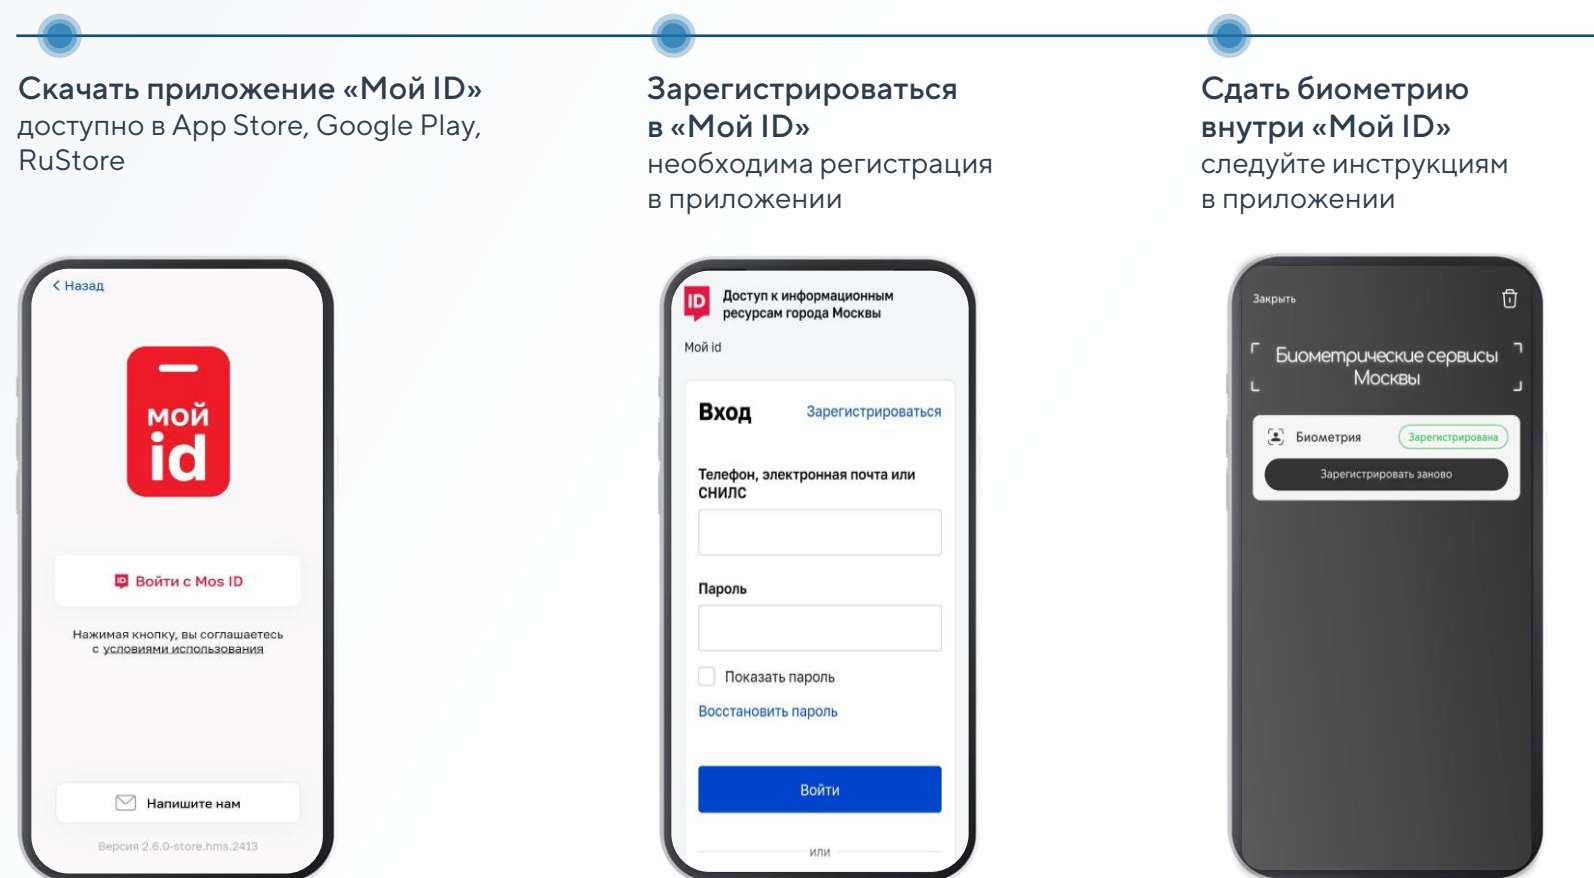 Скачать приложение «Мой ID»
доступно в App Store, Google Play,
RuStore
Зарегистрироваться
в «Мой ID»
необходима регистрация
в приложении
Сдать биометрию
внутри «Мой ID»
следуйте инструкциям
в приложении
Назад
мой
id
ID Войти с Mos ID
Нажимая кнопку, вы соглашаетесь
с условиями использования
Напишите нам
Версия 2.6.0-store.hms.2413
ID
Доступ к информационным
ресурсам города Москвы
Мой id
Вход
Зарегистрироваться
Телефон, электронная почта или
СНИЛС
Пароль
Показать пароль
Восстановить пароль
Войти
или
Закрыть
Биометрические сервисы
Москвы
Биометрия
Зарегистрирована
Зарегистрировать заново